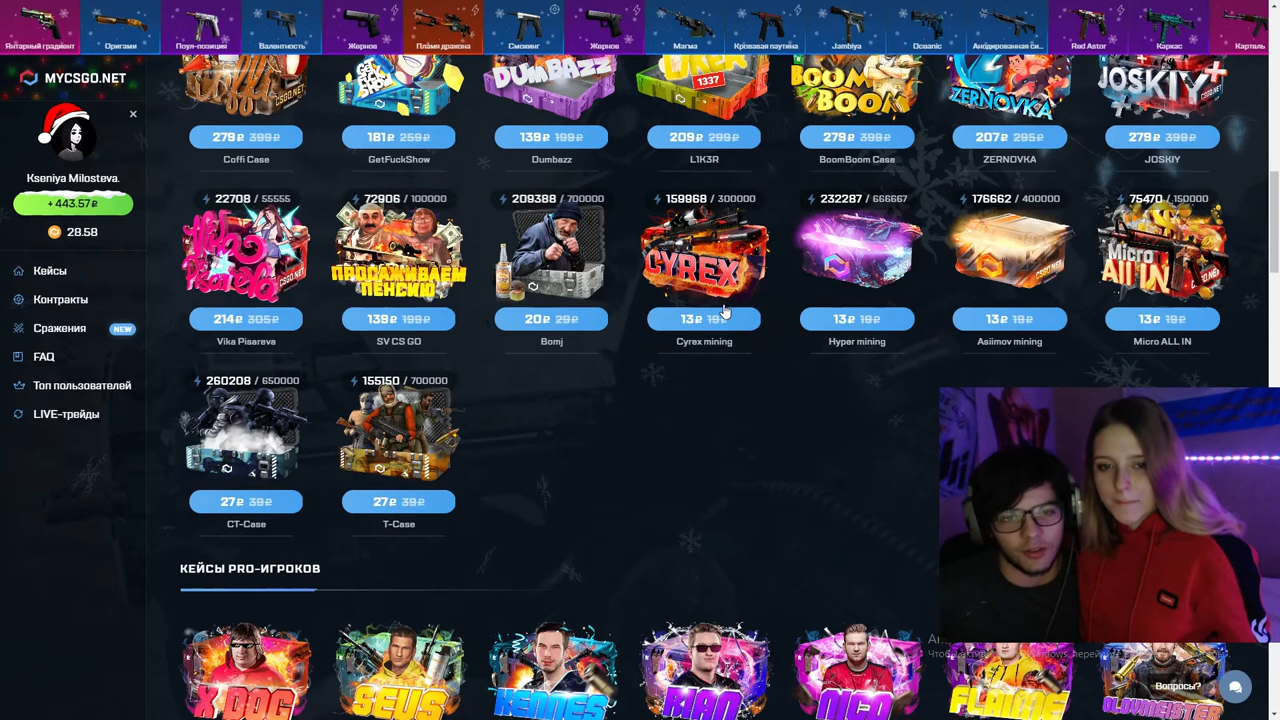 Янтарный градиент
Оригами
Поул-позиция
Валентность
Жернов
Пламя дракона
Смокинг
Жернов
Магма
Кровавая паутина
Jambiya
Oceanic
Анодированная си...
Red Astor
Каркас
Картель
MYCSGO.NET
Kseniya Milosteva.
+ 443.57₽
28.58
Кейсы
Контракты
Сражения NEW
FAQ
Топ пользователей
LIVE-трейды
DUMBAZZ
1337
BOOM BOOM
ZERNOVKA
JOSKIY
279₽ 399₽
181₽ 259₽
139₽ 199₽
209₽ 299₽
279₽ 399₽
207₽ 295₽
279₽ 399₽
Coffi Case
GetFuckShow
Dumbazz
L1K3R
BoomBoom Case
ZERNOVKA
JOSKIY
22708 / 55555
72906 / 100000
209388 / 700000
159968 / 300000
232287 / 666667
176662 / 400000
75470 / 150000
ПРОДАЖИВАЕМ
ПЕНСИЮ
CYREX
Micro
All IN
214₽ 305₽
139₽ 199₽
20₽ 29₽
13₽ 19₽
13₽ 19₽
13₽ 19₽
13₽ 19₽
Vika Pisareva
SV CS GO
Bomj
Cyrex mining
Hyper mining
Asiimov mining
Micro ALL IN
260208 / 650000
155150 / 700000
27₽ 39₽
27₽ 39₽
CT-Case
T-Case
КЕЙСЫ PRO-ИГРОКОВ
X DOG
SEUS
KENNES
RIAN
NICO
FLAME
OLOVMEISTER
Вопросы?